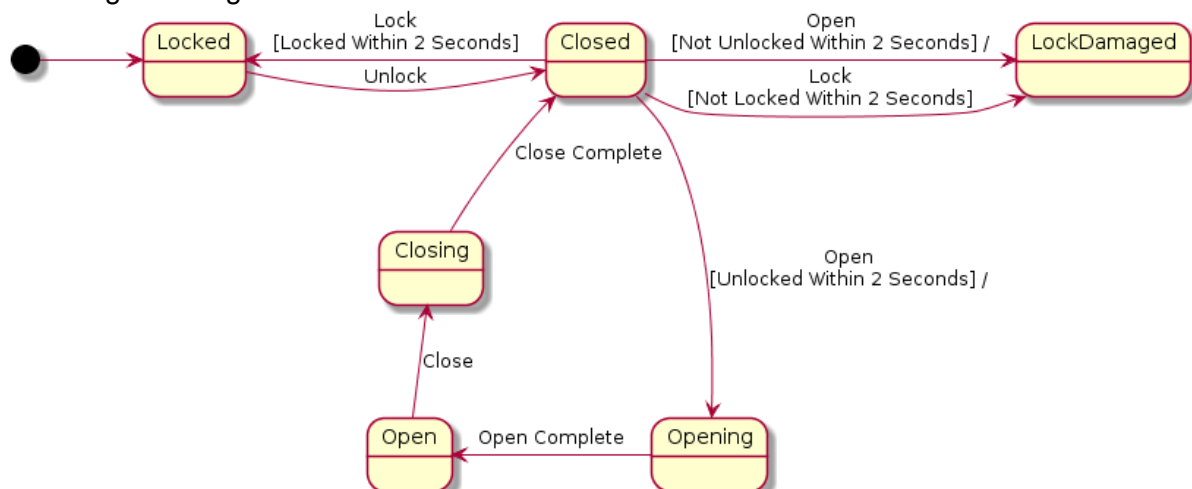 Lock
[Locked Within 2 Seconds]
Open
[Not Unlocked Within 2 Seconds] /
Locked
Closed
LockDamaged
Unlock
Lock
[Not Locked Within 2 Seconds]
Close Complete
Closing
Open
[Unlocked Within 2 Seconds] /
Close
Open
Open Complete
Opening